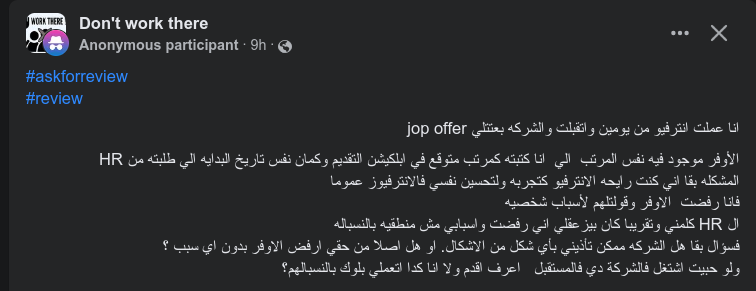 WORK THERE
Don't work there
Anonymous participant · 9h ·
#askforreview
#review
انا عملت انترفيو من يومين واتقبلت والشركه بعتتلي jop offer
الأوفر موجود فيه نفس المرتب الي انا كتبته كمرتب متوقع في ابلكيشن التقديم وكمان نفس تاريخ البدايه الي طلبته من HR
المشكله بقا اني كنت رايحه الانترفيو كتجربه ولتحسين نفسي فالانترفيوز عموما
فانا رفضت الاوفر وقولتلهم لأسباب شخصيه
ال HR كلمني وتقريبا كان بيزعقلي اني رفضت واسبابي مش منطقيه بالنسباله
فسؤال بقا هل الشركه ممكن تأذيني بأي شكل من الاشكال. او هل اصلا من حقي ارفض الاوفر بدون اي سبب ؟
ولو حبيت اشتغل فالشركة دي فالمستقبل اعرف اقدم ولا انا كدا اتعملي بلوك بالنسبالهم؟